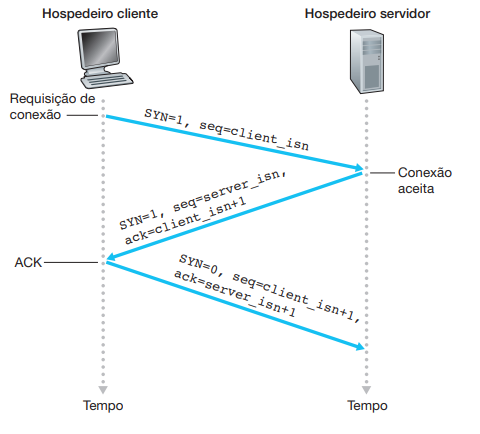 Hospedeiro cliente
Hospedeiro servidor
Requisição de
conexão
SYN=1, seq=client_isn
Conexão
aceita
SYN=1, seq=server_isn,
ack=client_isn+1
ACK
SYN=0, seq=client_isn+1,
ack=server_isn+1
Tempo
Tempo